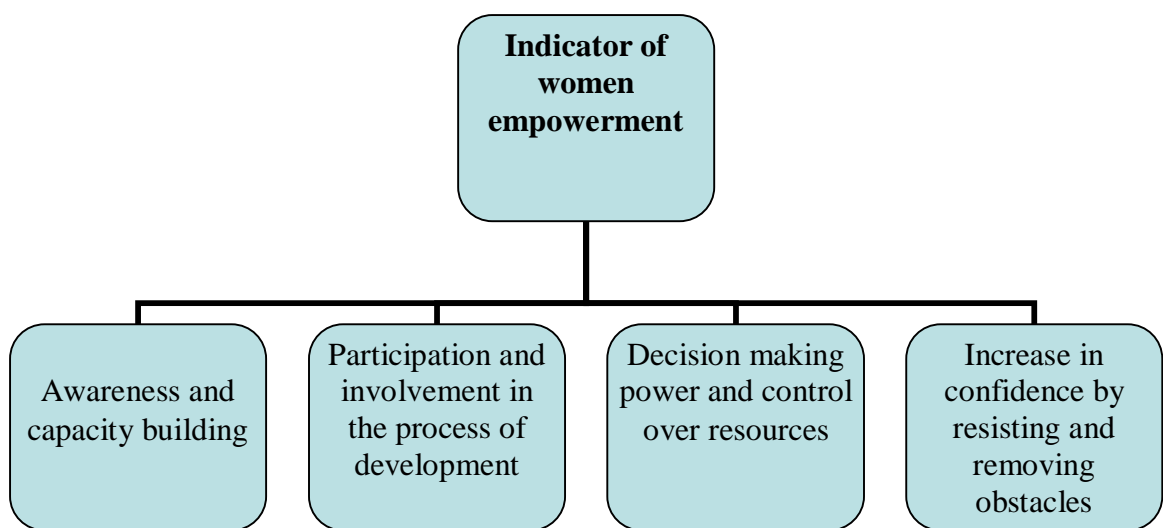 Indicator of
women
empowerment
Awareness and
capacity building
Participation and
involvement in
the process of
development
Decision making
power and control
over resources
Increase in
confidence by
resisting and
removing
obstacles